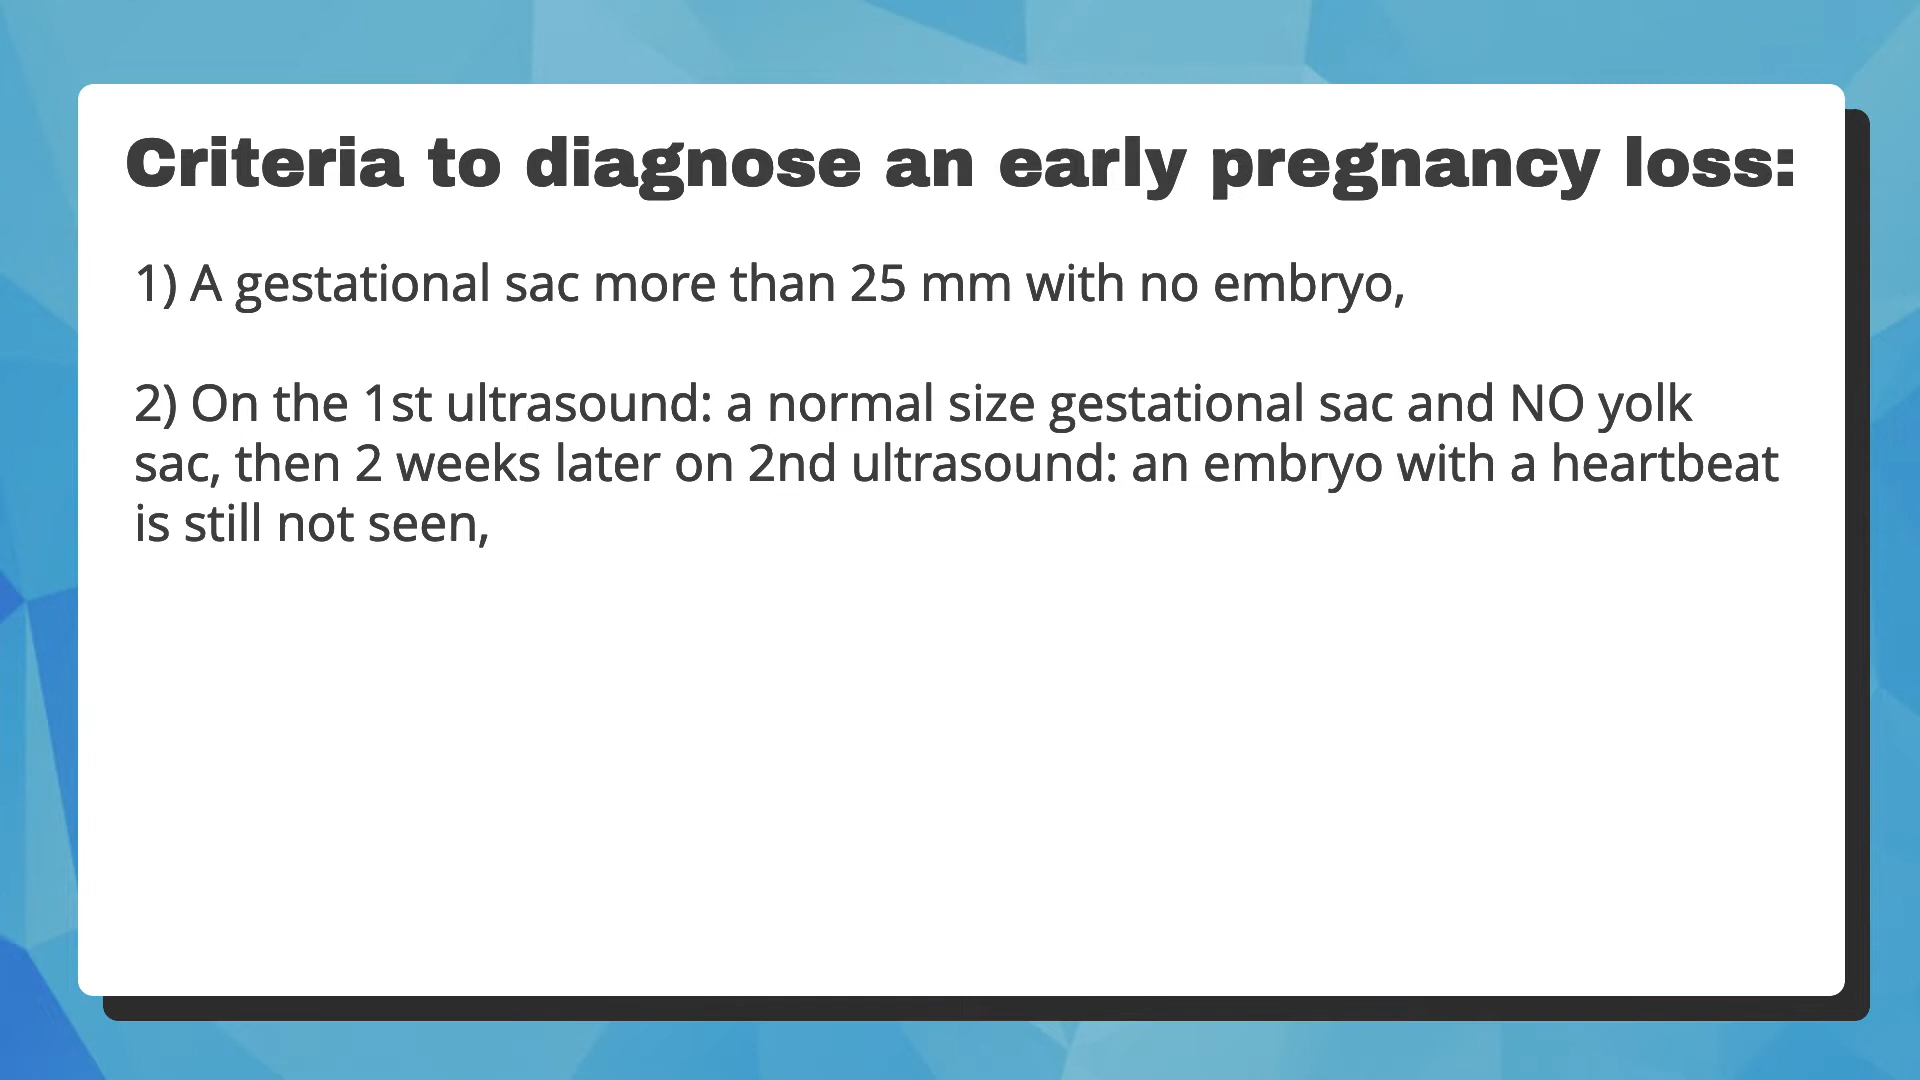 Criteria to diagnose an early pregnancy loss:
1) A gestational sac more than 25 mm with no embryo,
2) On the 1st ultrasound: a normal size gestational sac and NO yolk
sac, then 2 weeks later on 2nd ultrasound: an embryo with a heartbeat
is still not seen,